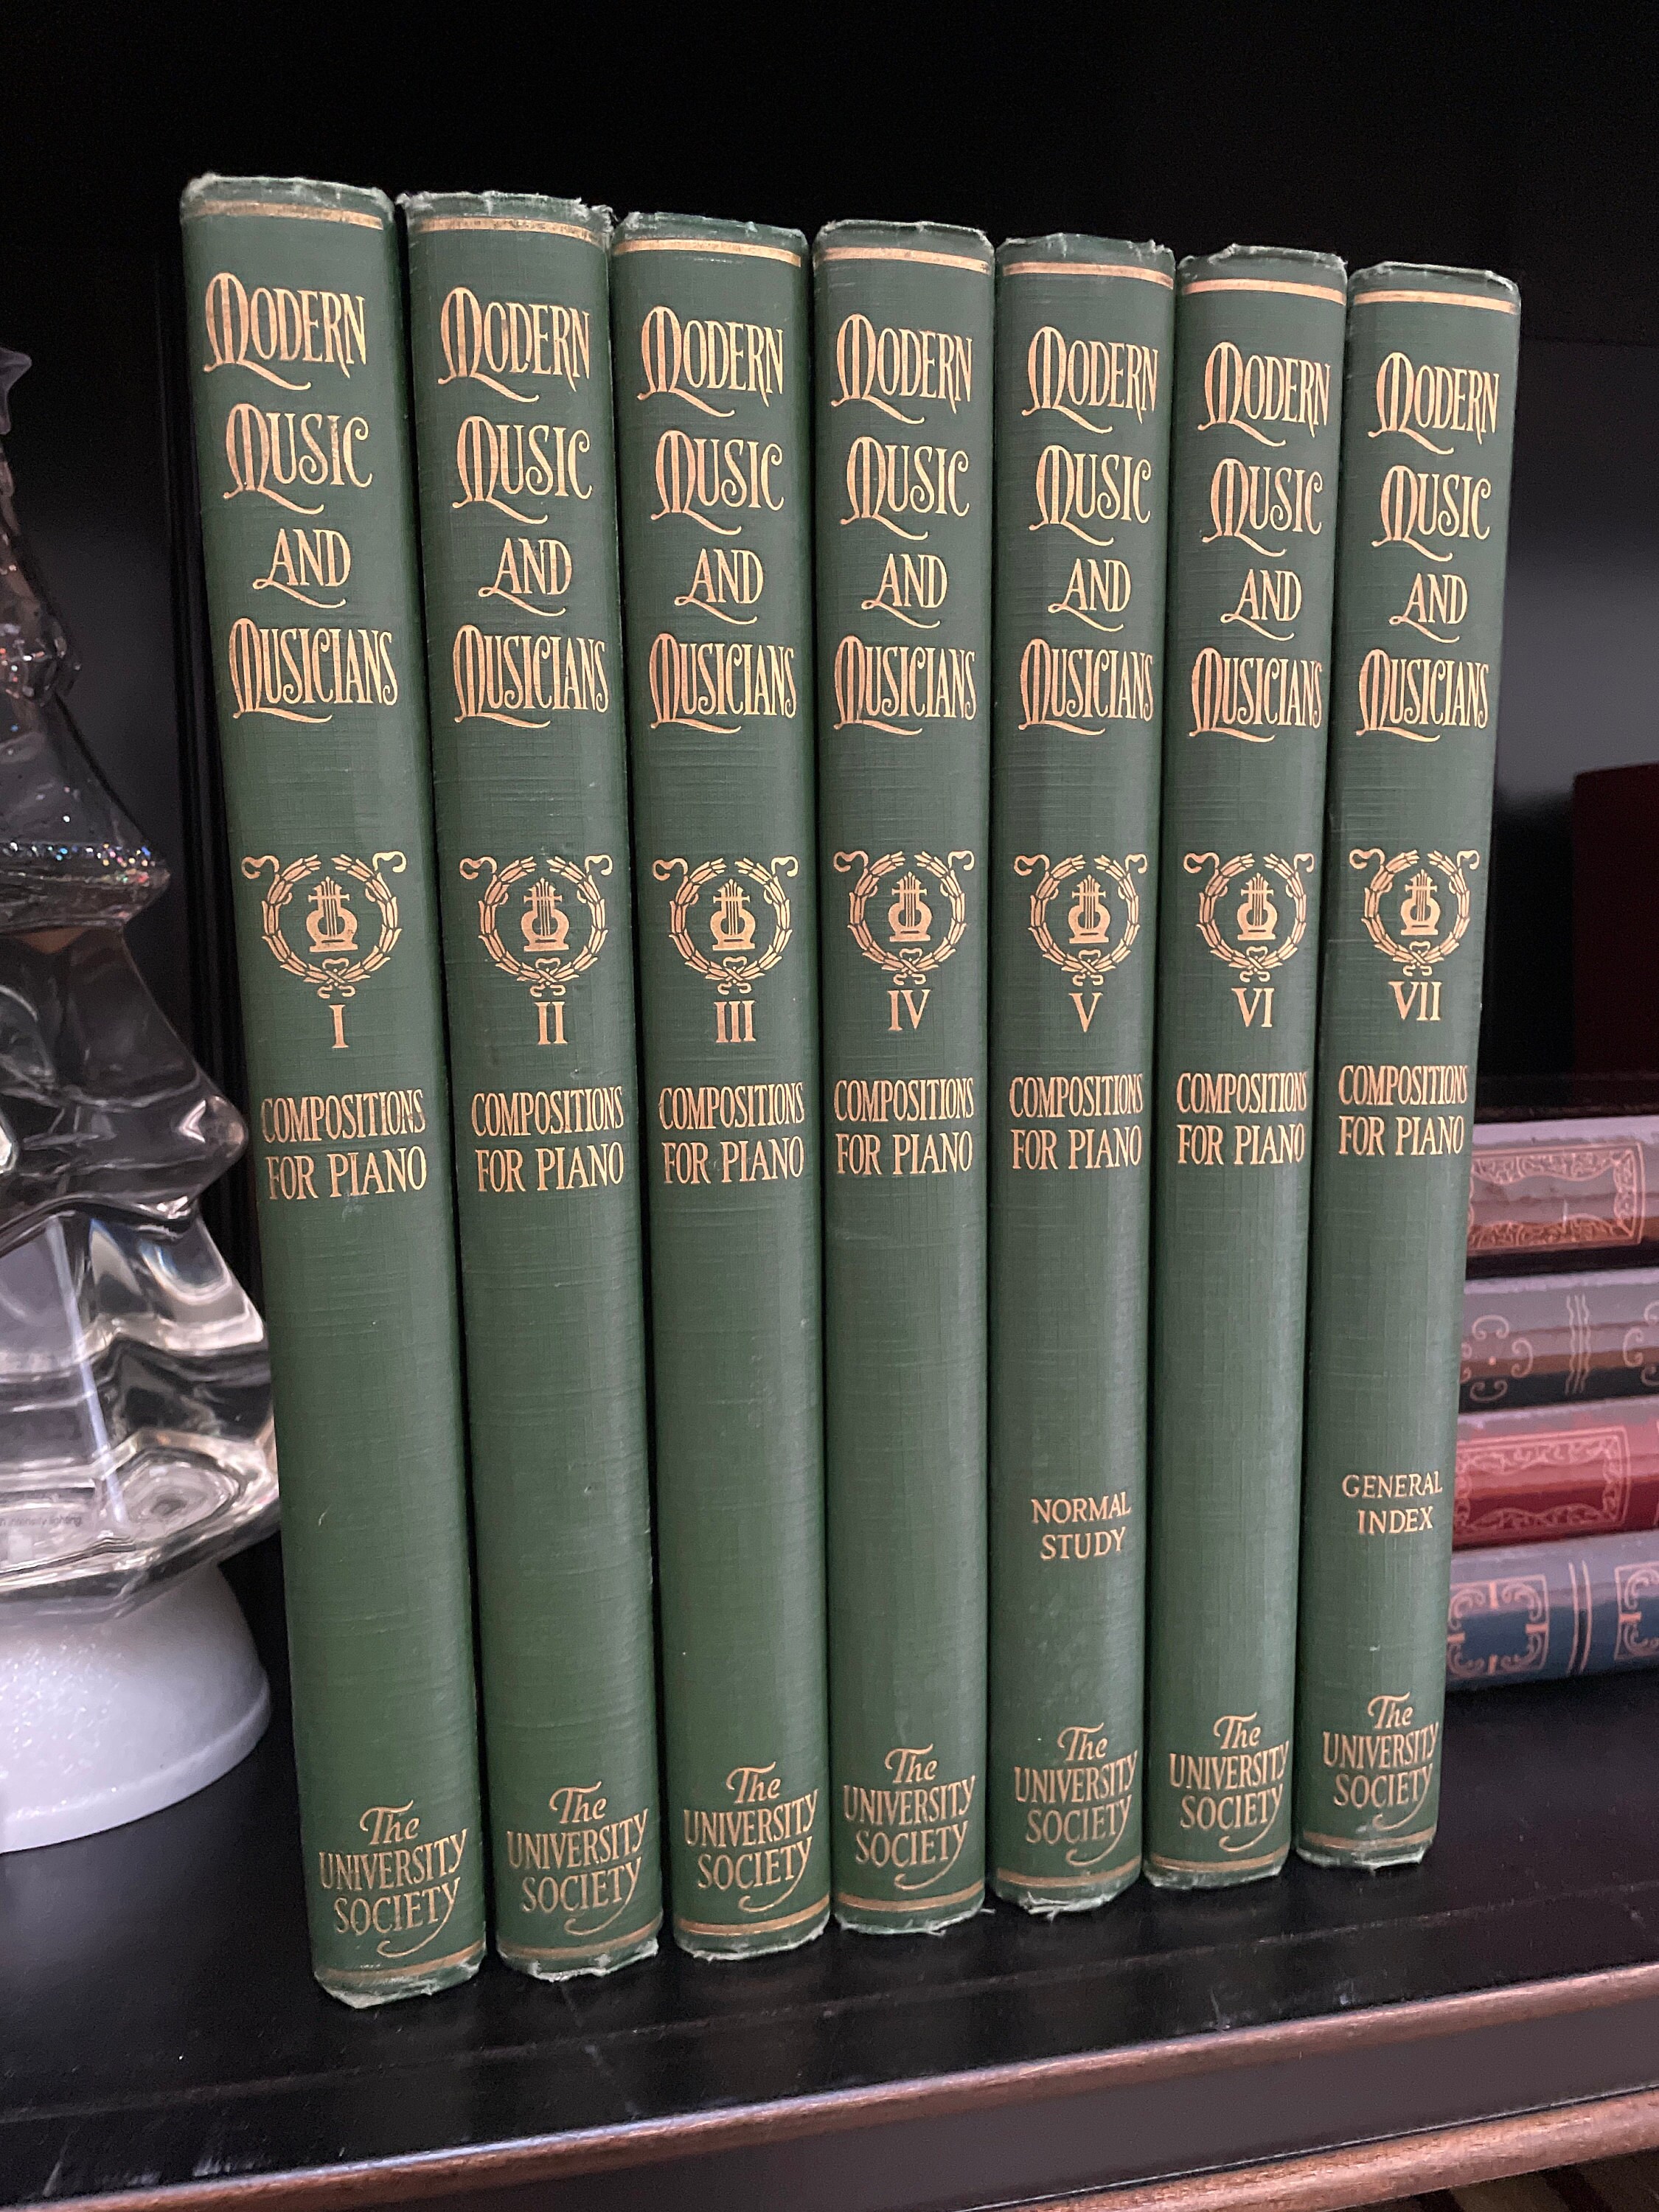 MODERN
MUSIC
AND
MUSICIANS
I
COMPOSITIONS
FOR PIANO
The
UNIVERSITY
SOCIETY
MODERN
MUSIC
AND
MUSICIANS
II
COMPOSITIONS
FOR PIANO
The
UNIVERSITY
SOCIETY
MODERN
MUSIC
AND
MUSICIANS
III
COMPOSITIONS
FOR PIANO
The
UNIVERSITY
SOCIETY
MODERN
MUSIC
AND
MUSICIANS
IV
COMPOSITIONS
FOR PIANO
The
UNIVERSITY
SOCIETY
MODERN
MUSIC
AND
MUSICIANS
V
COMPOSITIONS
FOR PIANO
NORMAL
STUDY
The
UNIVERSITY
SOCIETY
MODERN
MUSIC
AND
MUSICIANS
VI
COMPOSITIONS
FOR PIANO
The
UNIVERSITY
SOCIETY
MODERN
MUSIC
AND
MUSICIANS
VII
COMPOSITIONS
FOR PIANO
GENERAL
INDEX
The
UNIVERSITY
SOCIETY
intensity lighting